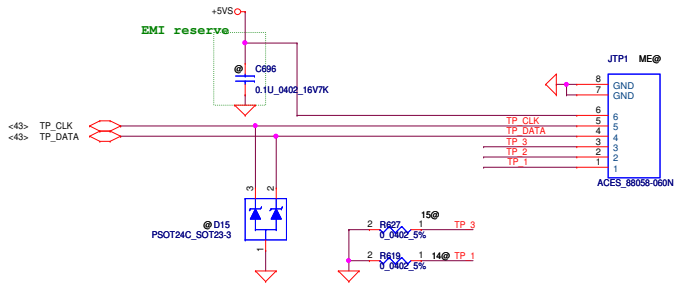 +5VS
EMI reserve
@ C696
0.1U_0402_16V7K
JTP1 ME@
8 GND
7 GND
6 6
TP_CLK 5 5
TP_DATA 4 4
TP_3 3 3
TP_2 2 2
TP_1 1 1
ACES_88058-060N
<43> TP_CLK
<43> TP_DATA
3 2
@ D15
PSOT24C_SOT23-3
1
15@
2 R627 1 TP_3
0_0402_5%
2 R619 1 14@ TP_1
0_0402_5%